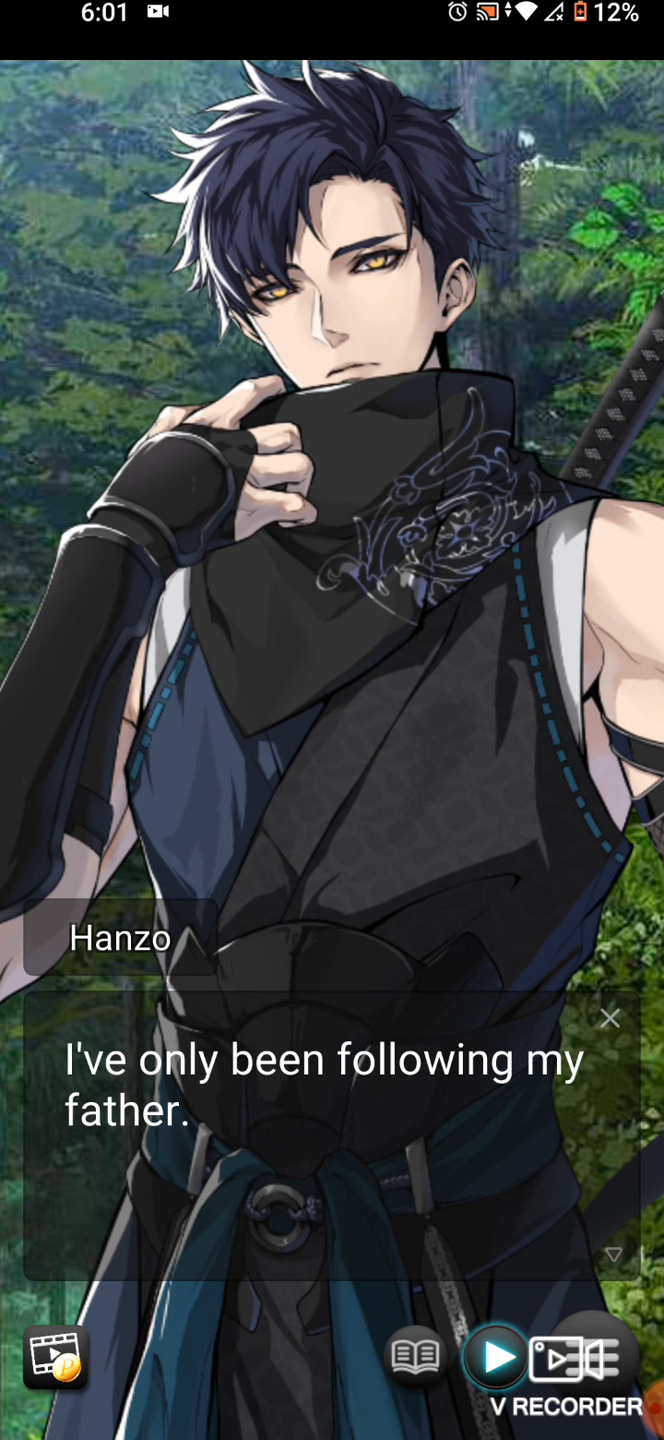 6:01
12%
Hanzo
I've only been following my
father.
P
V RECORDER